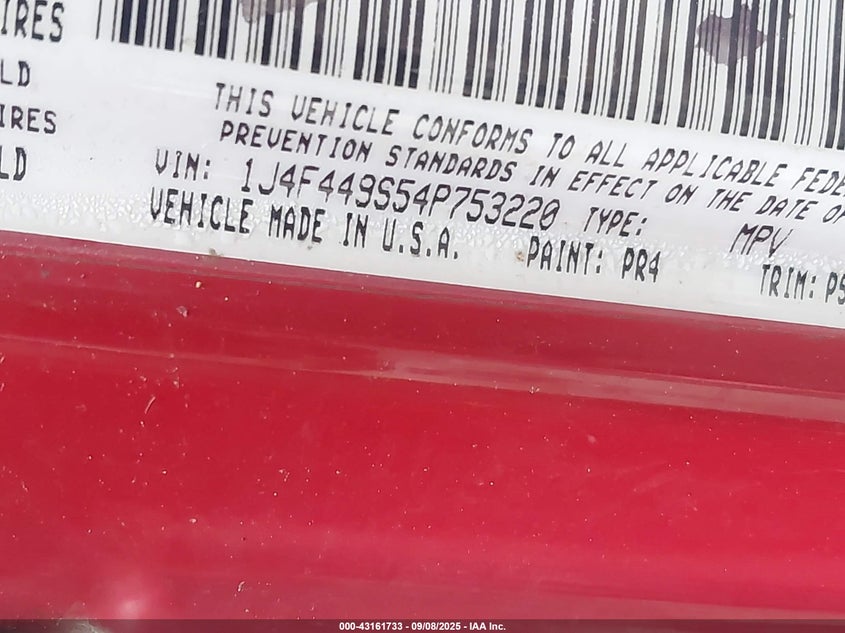 IRES
LD
IRES
LD
THIS VEHICLE CONFORMS TO ALL APPLICABLE FEDE
PREVENTION STANDARDS IN EFFECT ON THE DATE OF
VIN: 1J4F449S54P753220 TYPE: MPV
VEHICLE MADE IN U.S.A. PAINT: PR4 TRIM: PS
000-43161733 - 09/08/2025 - IAA Inc.